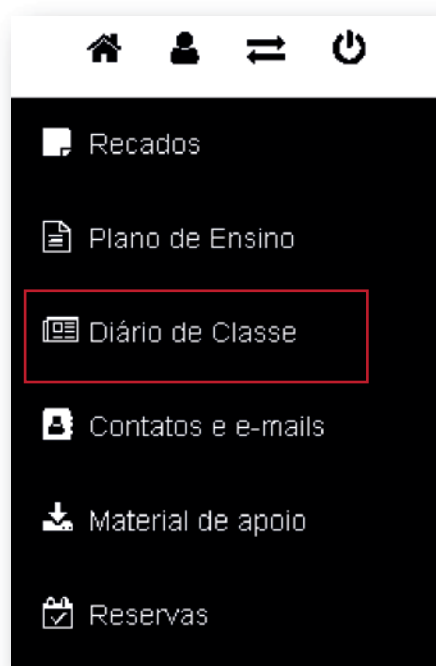 Recados
Plano de Ensino
Diário de Classe
Contatos e e-mails
Material de apoio
Reservas